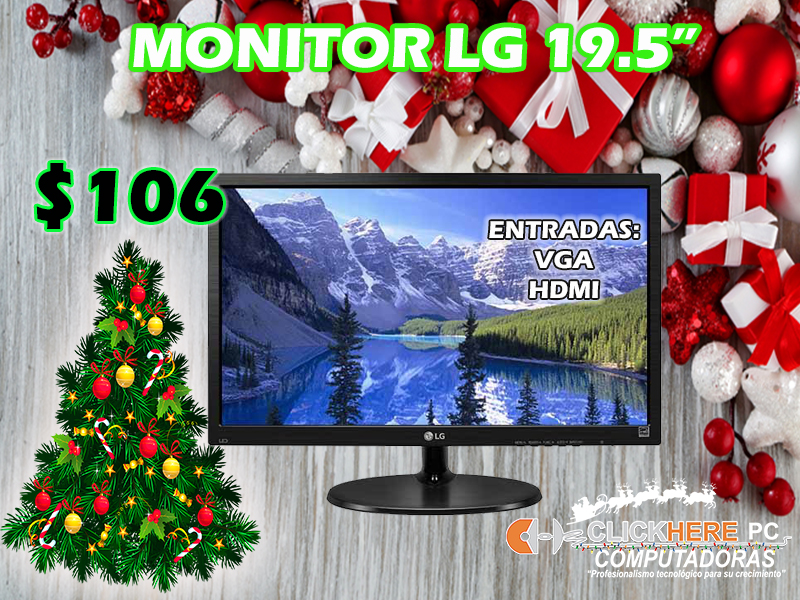 MONITOR LG 19.5”
$106
ENTRADAS:
VGA
HDMI
LG
CLICKHERE PC
COMPUTADORAS
"Profesionalismo tecnológico para su crecimiento"